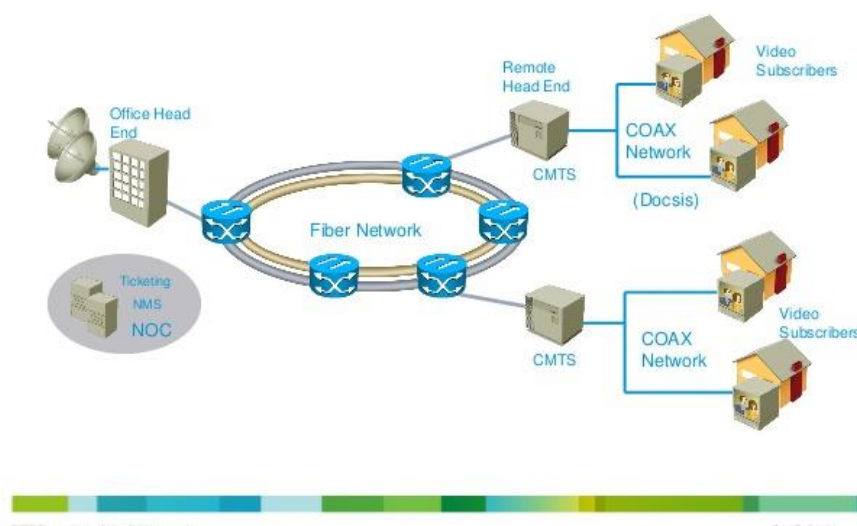 Office Head
End
Remote
Head End
CMTS
COAX
Network
(Docsis)
Video
Subscribers
Fiber Network
Ticketing
NMS
NOC
CMTS
COAX
Network
Video
Subscribers